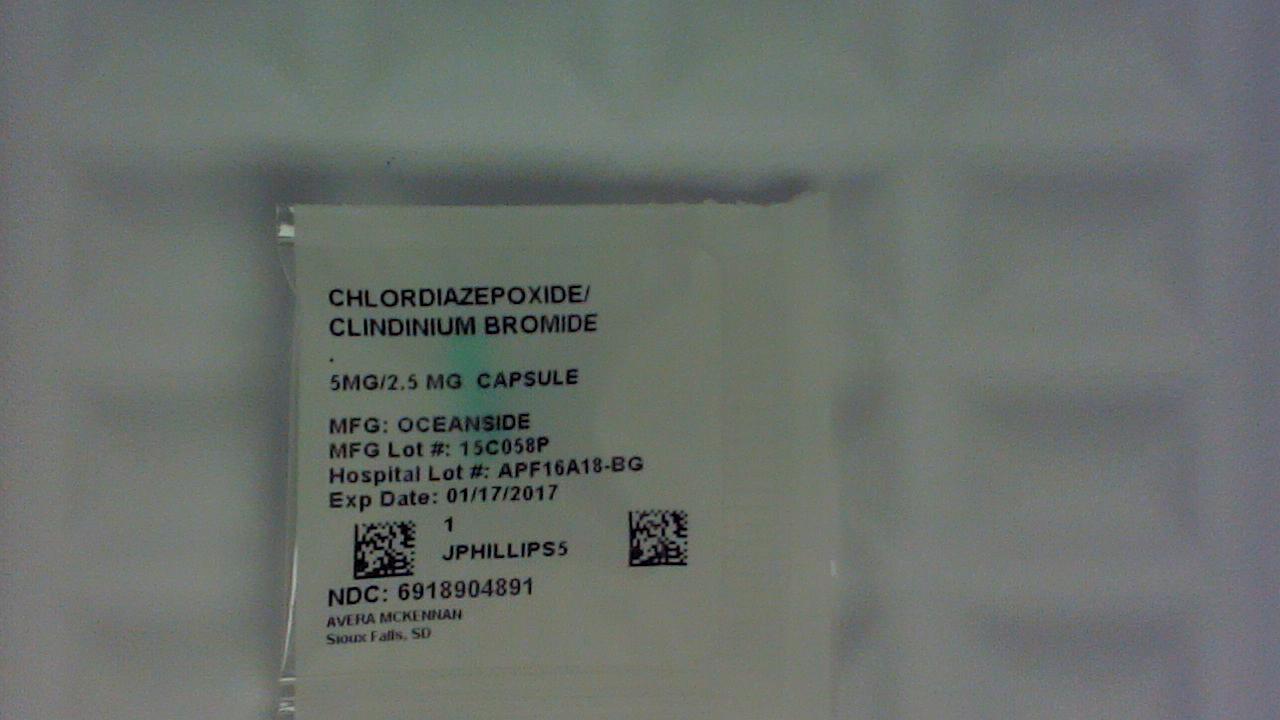 CHLORDIAZEPOXIDE/
CLINDINIUM BROMIDE
.
5MG/2.5 MG CAPSULE
MFG: OCEANSIDE
MFG Lot #: 15C058P
Hospital Lot #: APF16A18-BG
Exp Date: 01/17/2017
1
JPHILLIPS5
NDC: 6918904891
AVERA MCKENNAN
Sioux Falls, SD